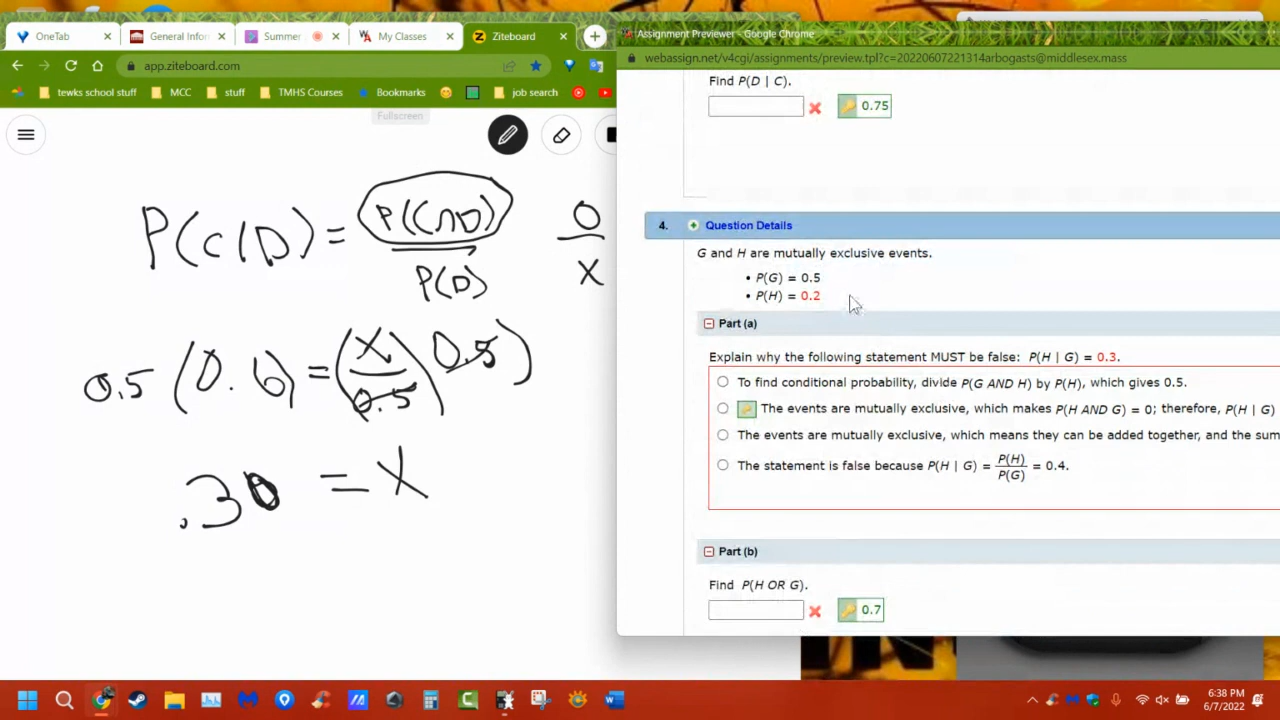 OneTab
General Infor
Summer
My Classes
Ziteboard
Assignment Previewer - Google Chrome
app.ziteboard.com
webassign.net/v4cgi/assignments/preview.tpl?c=20220607221314arbogasts@middlesex.mass
tewks school stuff
MCC
stuff
TMHS Courses
Bookmarks
job search
Fullscreen
P(C|D) = P(C∩D) / P(D)
0 / X
0.5 (0.6) = (X / 0.5) 0.5)
.30 = X
Find P(D | C).
0.75
4. Question Details
G and H are mutually exclusive events.
• P(G) = 0.5
• P(H) = 0.2
Part (a)
Explain why the following statement MUST be false: P(H | G) = 0.3.
To find conditional probability, divide P(G AND H) by P(H), which gives 0.5.
The events are mutually exclusive, which makes P(H AND G) = 0; therefore, P(H | G)
The events are mutually exclusive, which means they can be added together, and the sum
The statement is false because P(H | G) = P(H) / P(G) = 0.4.
Part (b)
Find P(H OR G).
0.7
6:38 PM
6/7/2022